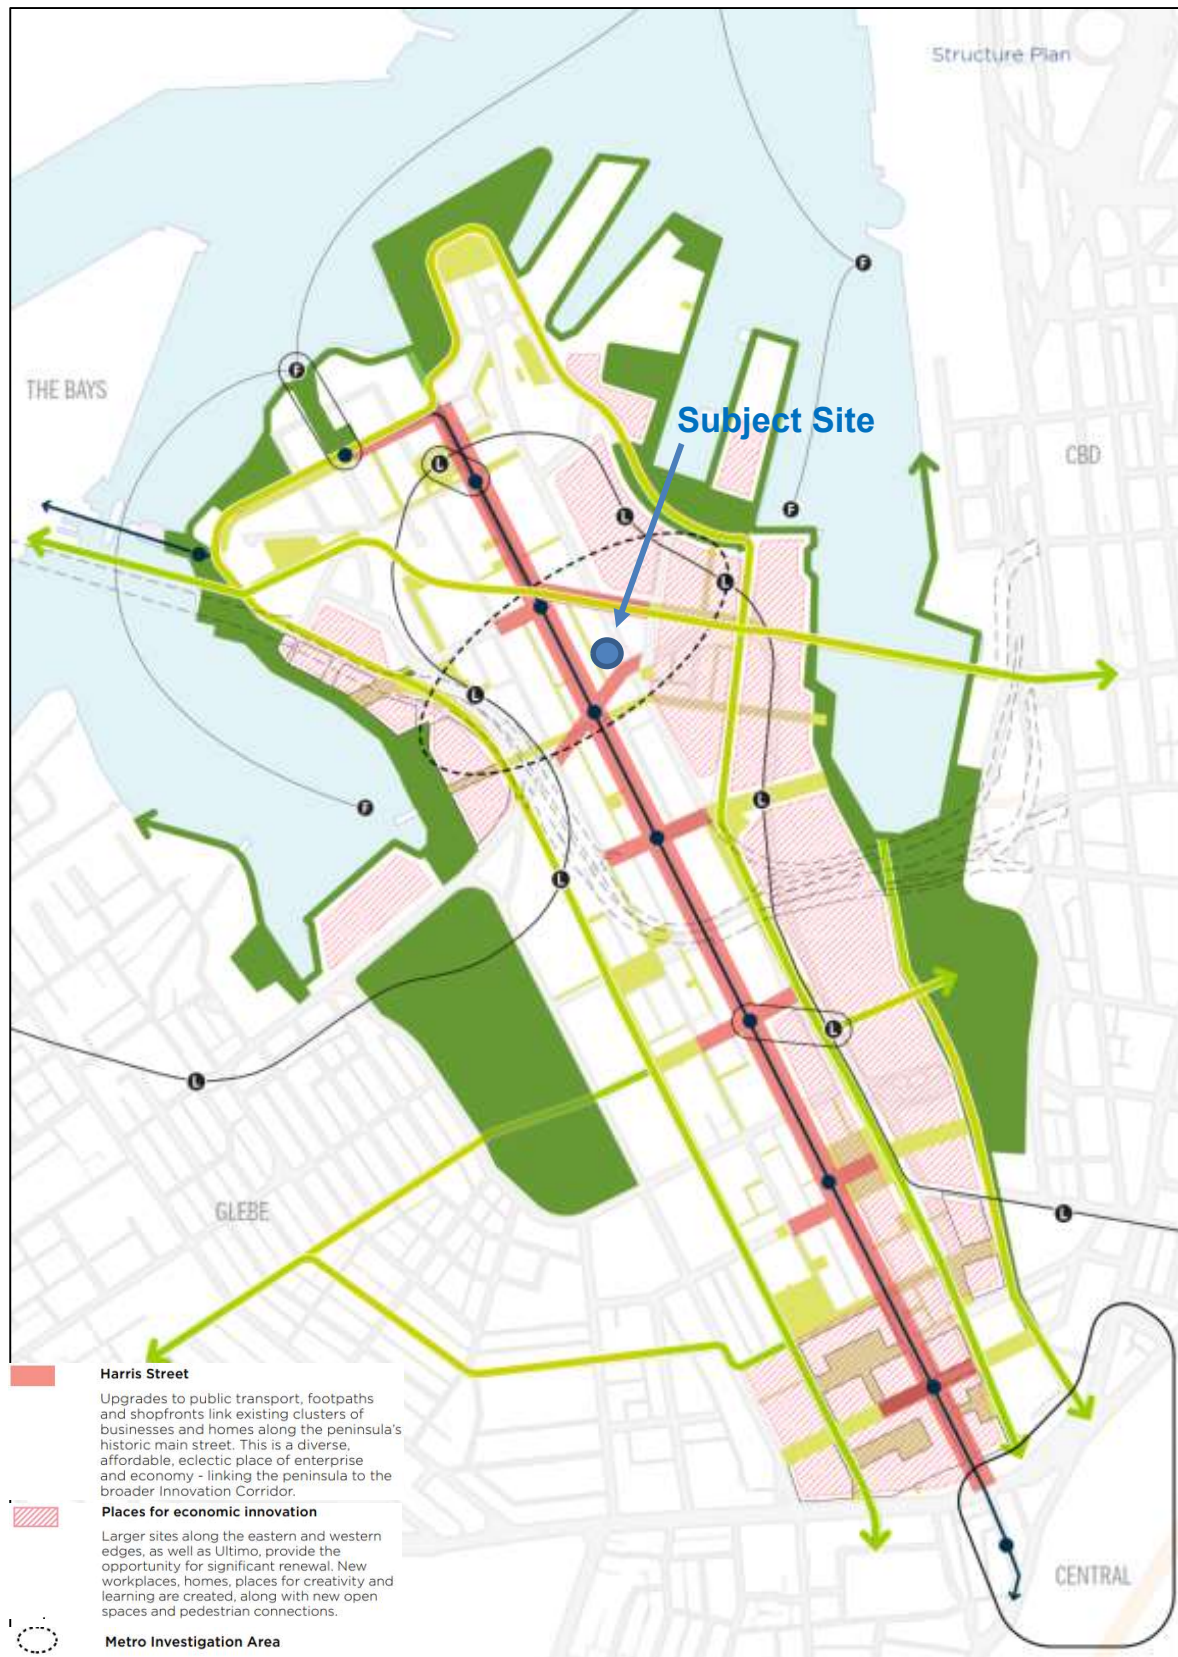 Structure Plan
F
F
THE BAYS
Subject Site
CBD
L
F
L
L
L
F
L
L
L
L
GLEBE
L
Harris Street
Upgrades to public transport, footpaths
and shopfronts link existing clusters of
businesses and homes along the peninsula's
historic main street. This is a diverse,
affordable, eclectic place of enterprise
and economy - linking the peninsula to the
broader Innovation Corridor.
Places for economic innovation
Larger sites along the eastern and western
edges, as well as Ultimo, provide the
opportunity for significant renewal. New
workplaces, homes, places for creativity and
learning are created, along with new open
spaces and pedestrian connections.
CENTRAL
Metro Investigation Area